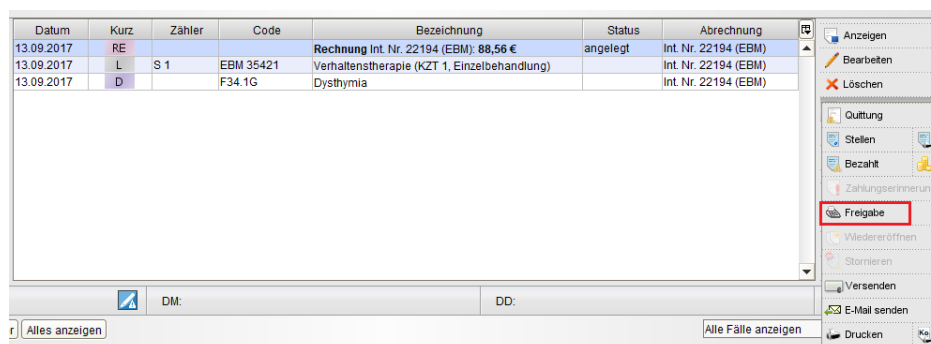 Datum Kurz Zähler Code Bezeichnung Status Abrechnung
13.09.2017 RE Rechnung Int. Nr. 22194 (EBM): 88,56 € angelegt Int. Nr. 22194 (EBM)
13.09.2017 L S 1 EBM 35421 Verhaltenstherapie (KZT 1, Einzelbehandlung) Int. Nr. 22194 (EBM)
13.09.2017 D F34.1G Dysthymia Int. Nr. 22194 (EBM)
Anzeigen
Bearbeiten
Löschen
Quittung
Stellen
Bezahlt
Zahlungserinnerun
Freigabe
Wiedereröffnen
Stornieren
Versenden
E-Mail senden
Drucken Ko
DM: DD:
r Alles anzeigen Alle Fälle anzeigen